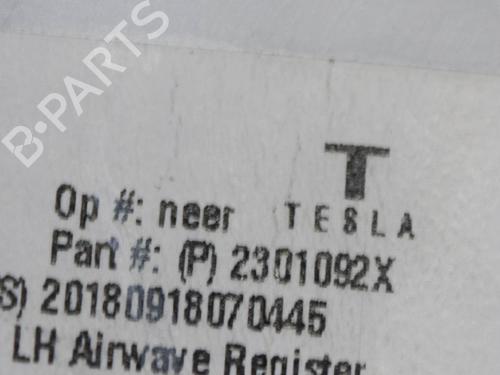 B-PARTS
T
TESLA
Op #: neer
Part #: (P) 2301092X
S) 20180918070445
LH Airwave Register